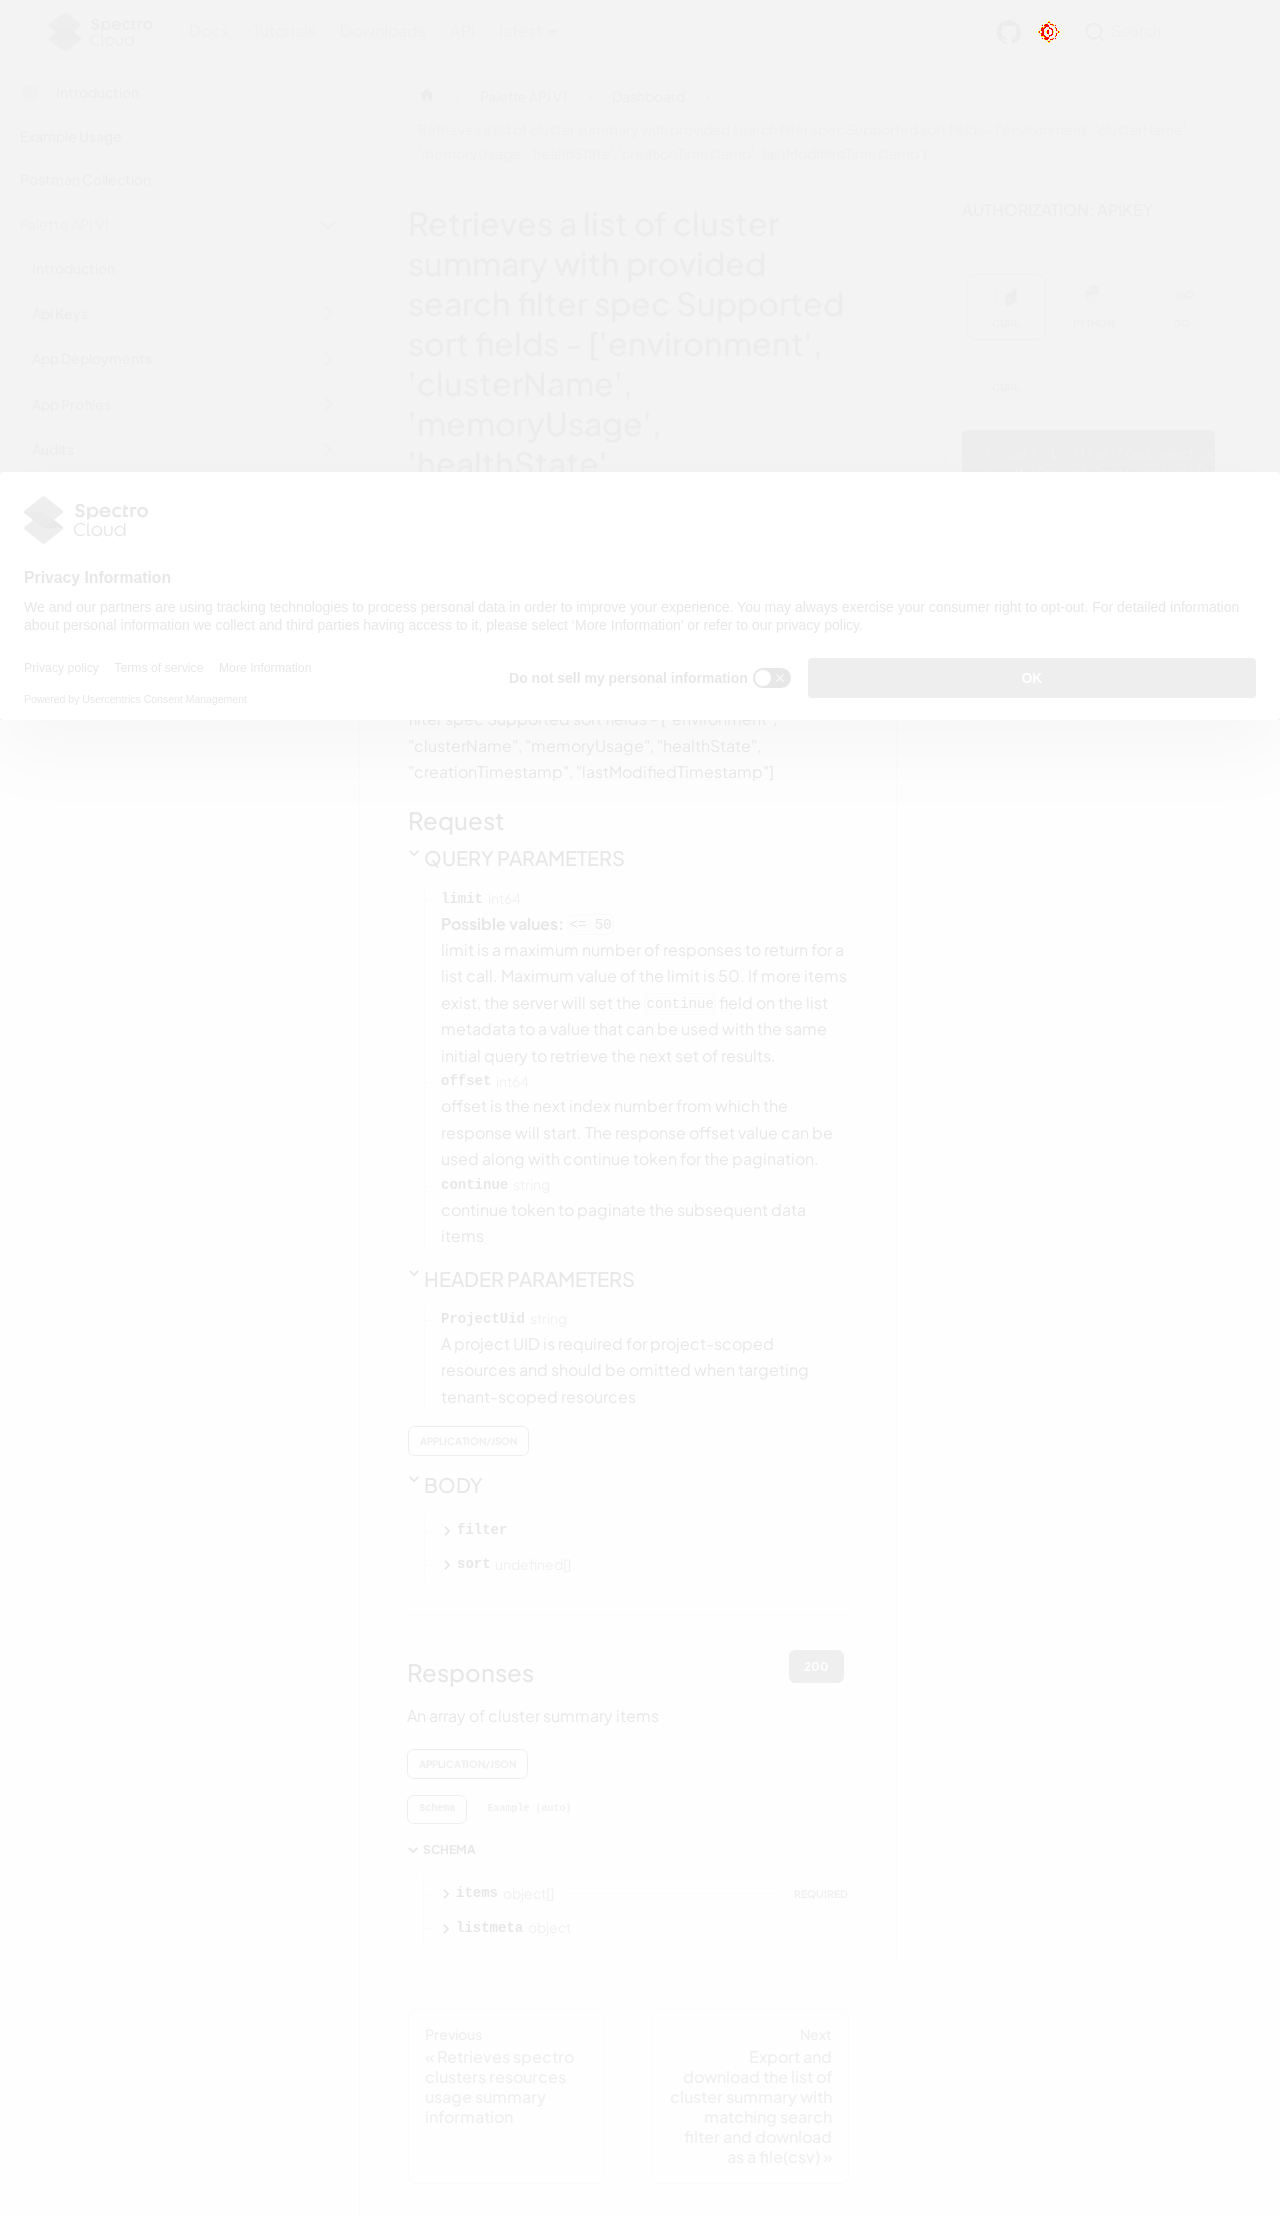 Spectro
Cloud
Docs
Tutorials
Downloads
API
latest
Search
Introduction
Example Usage
Postman Collection
Palette API V1
Introduction
Api Keys
App Deployments
App Profiles
Audits
Palette API V1
Dashboard
Retrieves a list of cluster summary with provided search filter spec Supported sort fields - ['environment', 'clusterName',
'memoryUsage', 'healthState', 'creationTimestamp', 'lastModifiedTimestamp']
Retrieves a list of cluster
summary with provided
search filter spec Supported
sort fields - ['environment',
'clusterName',
'memoryUsage',
'healthState',
AUTHORIZATION: APIKEY
CURL
PYTHON
GO
CURL
Spectro
Cloud
Privacy Information
We and our partners are using tracking technologies to process personal data in order to improve your experience. You may always exercise your consumer right to opt-out. For detailed information
about personal information we collect and third parties having access to it, please select 'More Information' or refer to our privacy policy.
Privacy policy
Terms of service
More Information
Powered by Usercentrics Consent Management
Do not sell my personal information
OK
filter spec Supported sort fields - ["environment",
"clusterName", "memoryUsage", "healthState",
"creationTimestamp", "lastModifiedTimestamp"]
Request
QUERY PARAMETERS
limit int64
Possible values: <= 50
limit is a maximum number of responses to return for a
list call. Maximum value of the limit is 50. If more items
exist, the server will set the continue field on the list
metadata to a value that can be used with the same
initial query to retrieve the next set of results.
offset int64
offset is the next index number from which the
response will start. The response offset value can be
used along with continue token for the pagination.
continue string
continue token to paginate the subsequent data
items
HEADER PARAMETERS
ProjectUid string
A project UID is required for project-scoped
resources and should be omitted when targeting
tenant-scoped resources
APPLICATION/JSON
BODY
filter
sort undefined[]
Responses
200
An array of cluster summary items
APPLICATION/JSON
Schema
Example (auto)
SCHEMA
items object[]
REQUIRED
listmeta object
Previous
« Retrieves spectro
clusters resources
usage summary
information
Next
Export and
download the list of
cluster summary with
matching search
filter and download
as a file(csv) »